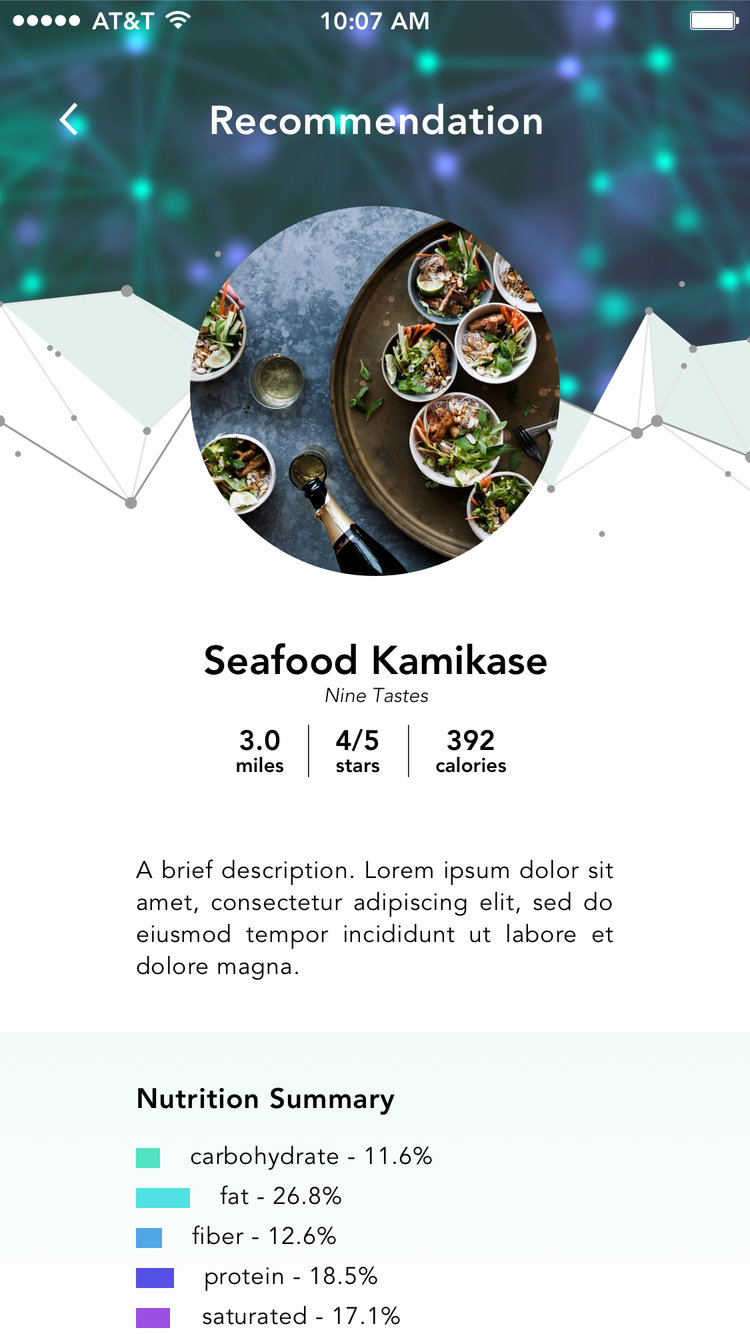 AT&T 10:07 AM
Recommendation
Seafood Kamikase
Nine Tastes
3.0 4/5 392
miles stars calories
A brief description. Lorem ipsum dolor sit
amet, consectetur adipiscing elit, sed do
eiusmod tempor incididunt ut labore et
dolore magna.
Nutrition Summary
carbohydrate - 11.6%
fat - 26.8%
fiber - 12.6%
protein - 18.5%
saturated - 17.1%